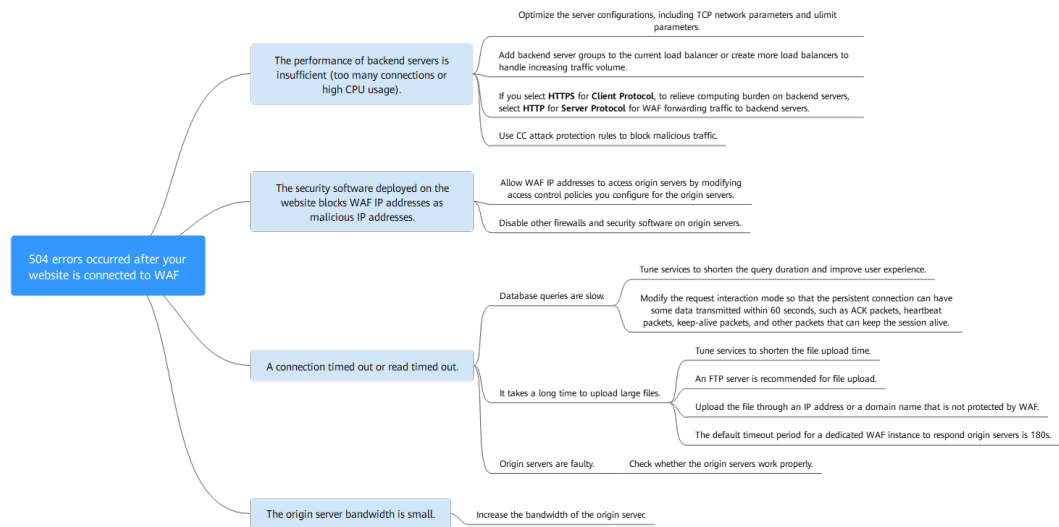 504 errors occurred after your
website is connected to WAF
The performance of backend servers is
insufficient (too many connections or
high CPU usage).
Optimize the server configurations, including TCP network parameters and ulimit
parameters.
Add backend server groups to the current load balancer or create more load balancers to
handle increasing traffic volume.
If you select HTTPS for Client Protocol, to relieve computing burden on backend servers,
select HTTP for Server Protocol for WAF forwarding traffic to backend servers.
Use CC attack protection rules to block malicious traffic.
The security software deployed on the
website blocks WAF IP addresses as
malicious IP addresses.
Allow WAF IP addresses to access origin servers by modifying
access control policies you configure for the origin servers.
Disable other firewalls and security software on origin servers.
A connection timed out or read timed out.
Database queries are slow.
Tune services to shorten the query duration and improve user experience.
Modify the request interaction mode so that the persistent connection can have
some data transmitted within 60 seconds, such as ACK packets, heartbeat
packets, keep-alive packets, and other packets that can keep the session alive.
It takes a long time to upload large files.
Tune services to shorten the file upload time.
An FTP server is recommended for file upload.
Upload the file through an IP address or a domain name that is not protected by WAF.
The default timeout period for a dedicated WAF instance to respond origin servers is 180s.
Origin servers are faulty.
Check whether the origin servers work properly.
The origin server bandwidth is small.
Increase the bandwidth of the origin server.